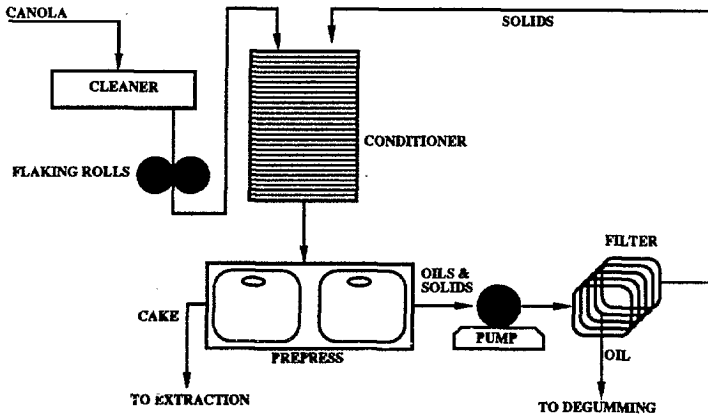 CANOLA
SOLIDS
CLEANER
CONDITIONER
FLAKING ROLLS
FILTER
OILS &
SOLIDS
CAKE
PUMP
PREPRESS
OIL
TO EXTRACTION
TO DEGUMMING